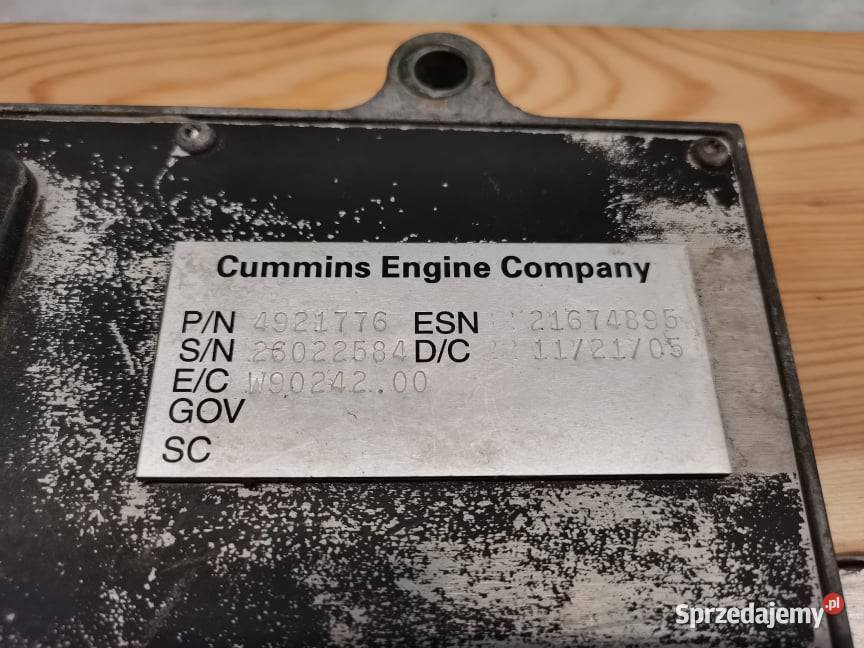 Cummins Engine Company
P/N 4921776 ESN 21674895
S/N 26022584 D/C 11/21/05
E/C W90242.00
GOV
SC
Sprzedajemy.pl